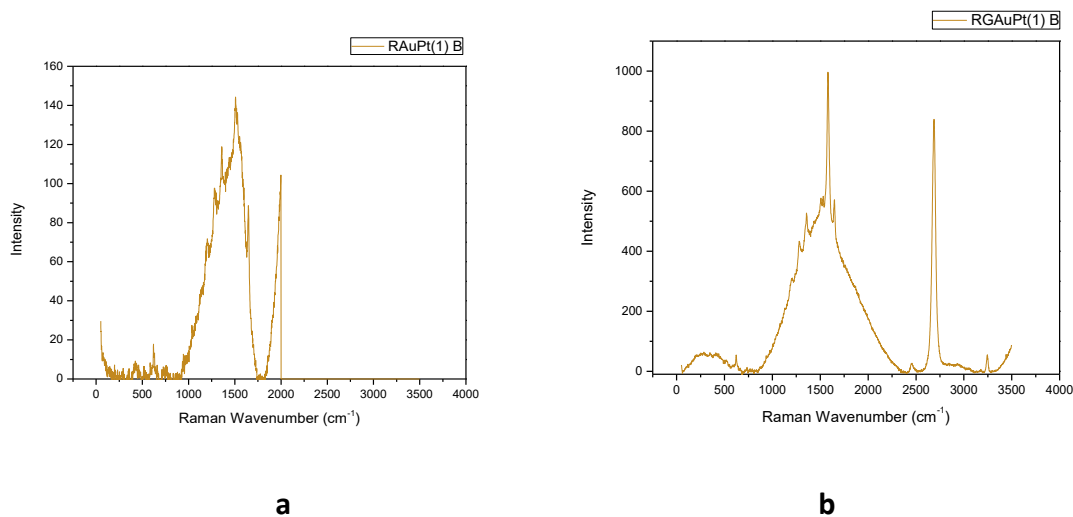 RAuPt(1) B
160
140
120
100
80
60
40
20
0
Intensity
0 500 1000 1500 2000 2500 3000 3500 4000
Raman Wavenumber (cm-1)
a
RGAuPt(1) B
1000
800
600
400
200
0
Intensity
0 500 1000 1500 2000 2500 3000 3500 4000
Raman Wavenumber (cm-1)
b